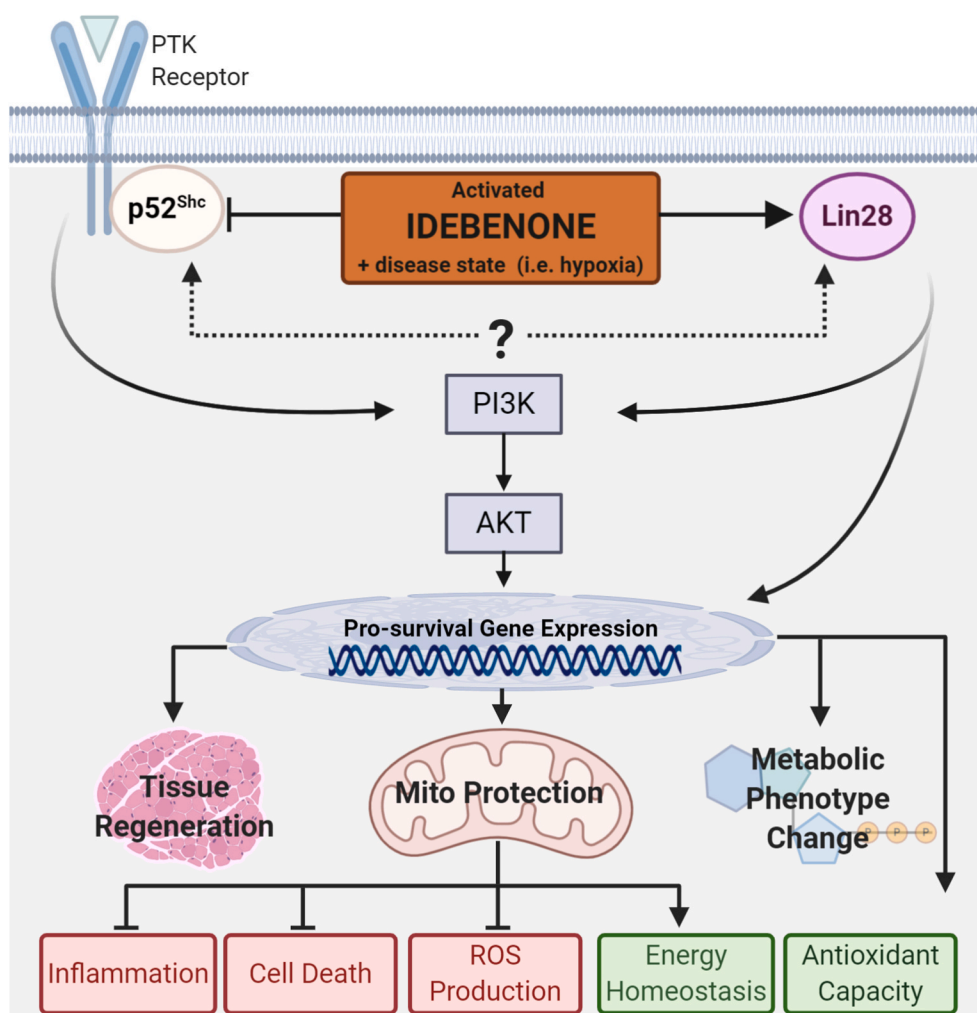 PTK
Receptor
p52Shc
Activated
IDEBENONE
+ disease state (i.e. hypoxia)
Lin28
?
PI3K
AKT
Pro-survival Gene Expression
Tissue
Regeneration
Mito Protection
Metabolic
Phenotype
Change
P P P
Inflammation
Cell Death
ROS
Production
Energy
Homeostasis
Antioxidant
Capacity